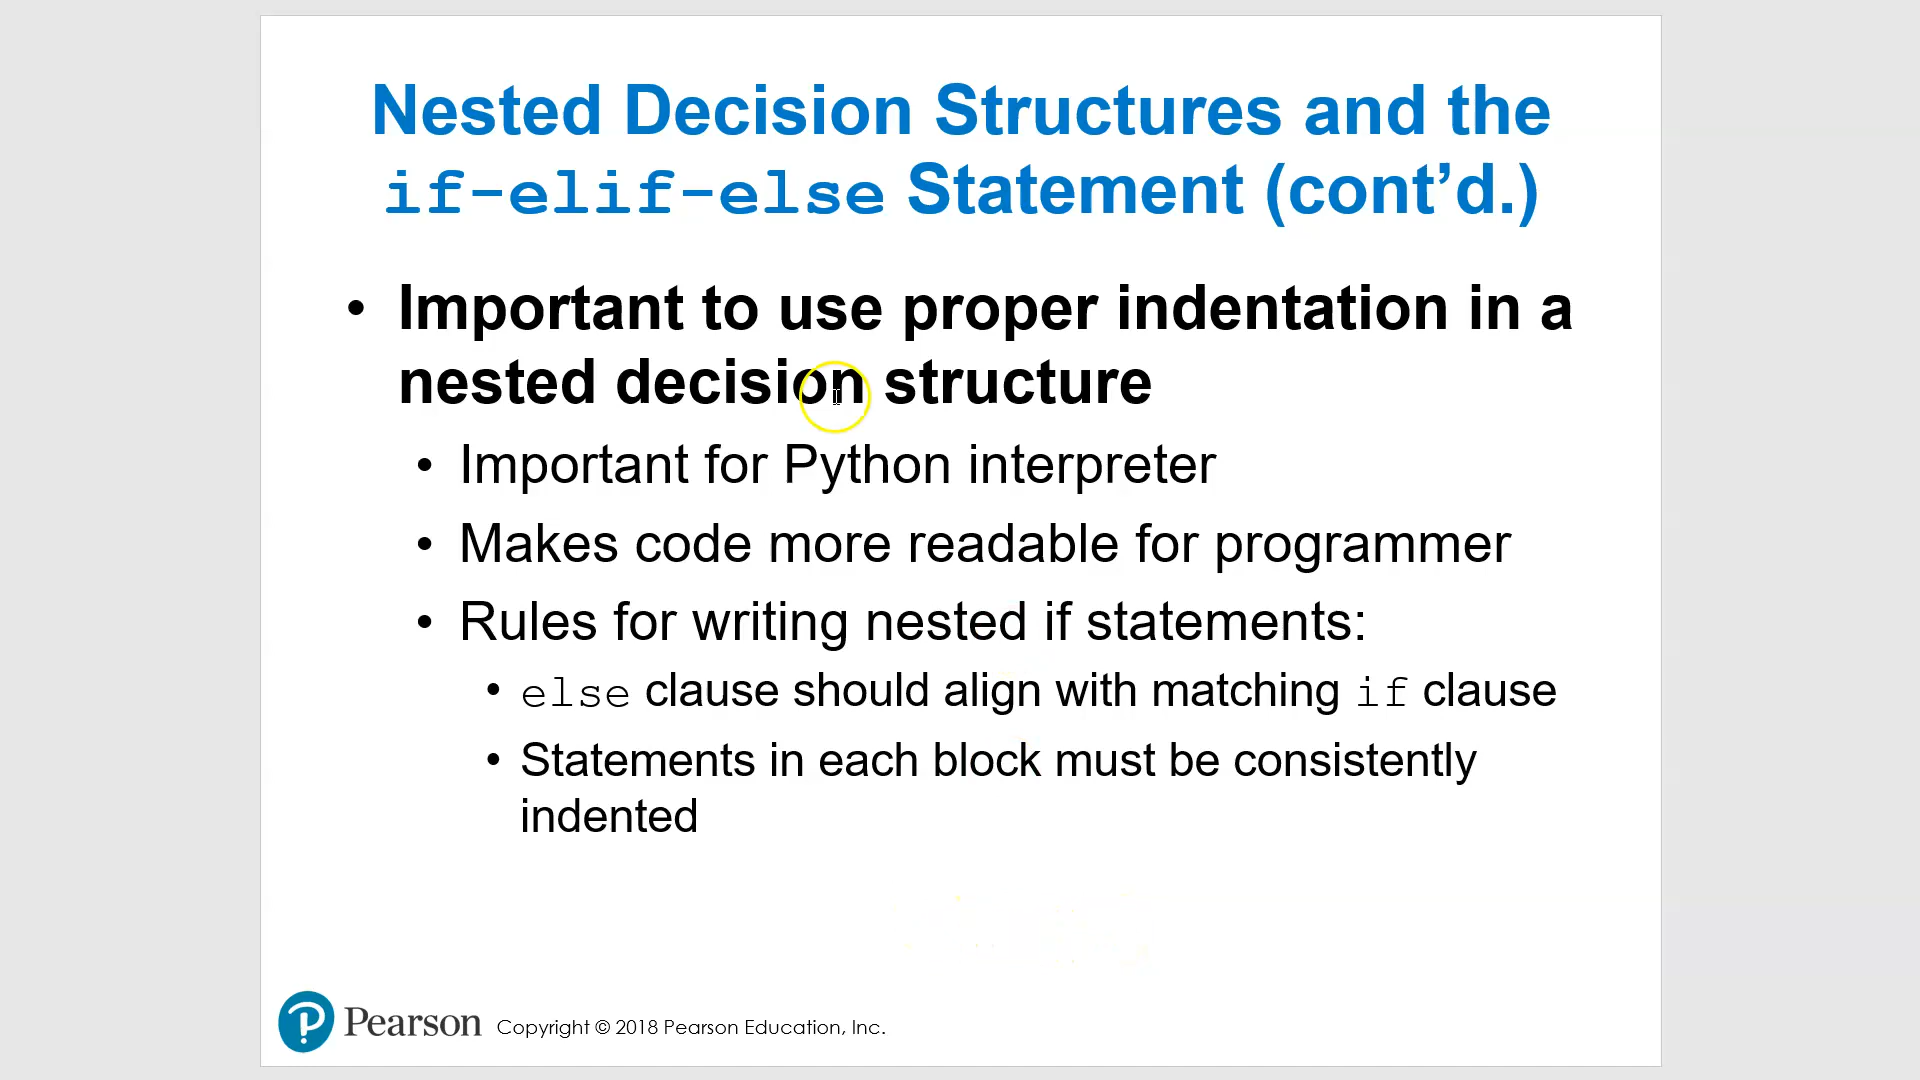 Nested Decision Structures and the
if-elif-else Statement (cont’d.)
• Important to use proper indentation in a
nested decision structure
• Important for Python interpreter
• Makes code more readable for programmer
• Rules for writing nested if statements:
• else clause should align with matching if clause
• Statements in each block must be consistently
indented
Pearson Copyright © 2018 Pearson Education, Inc.